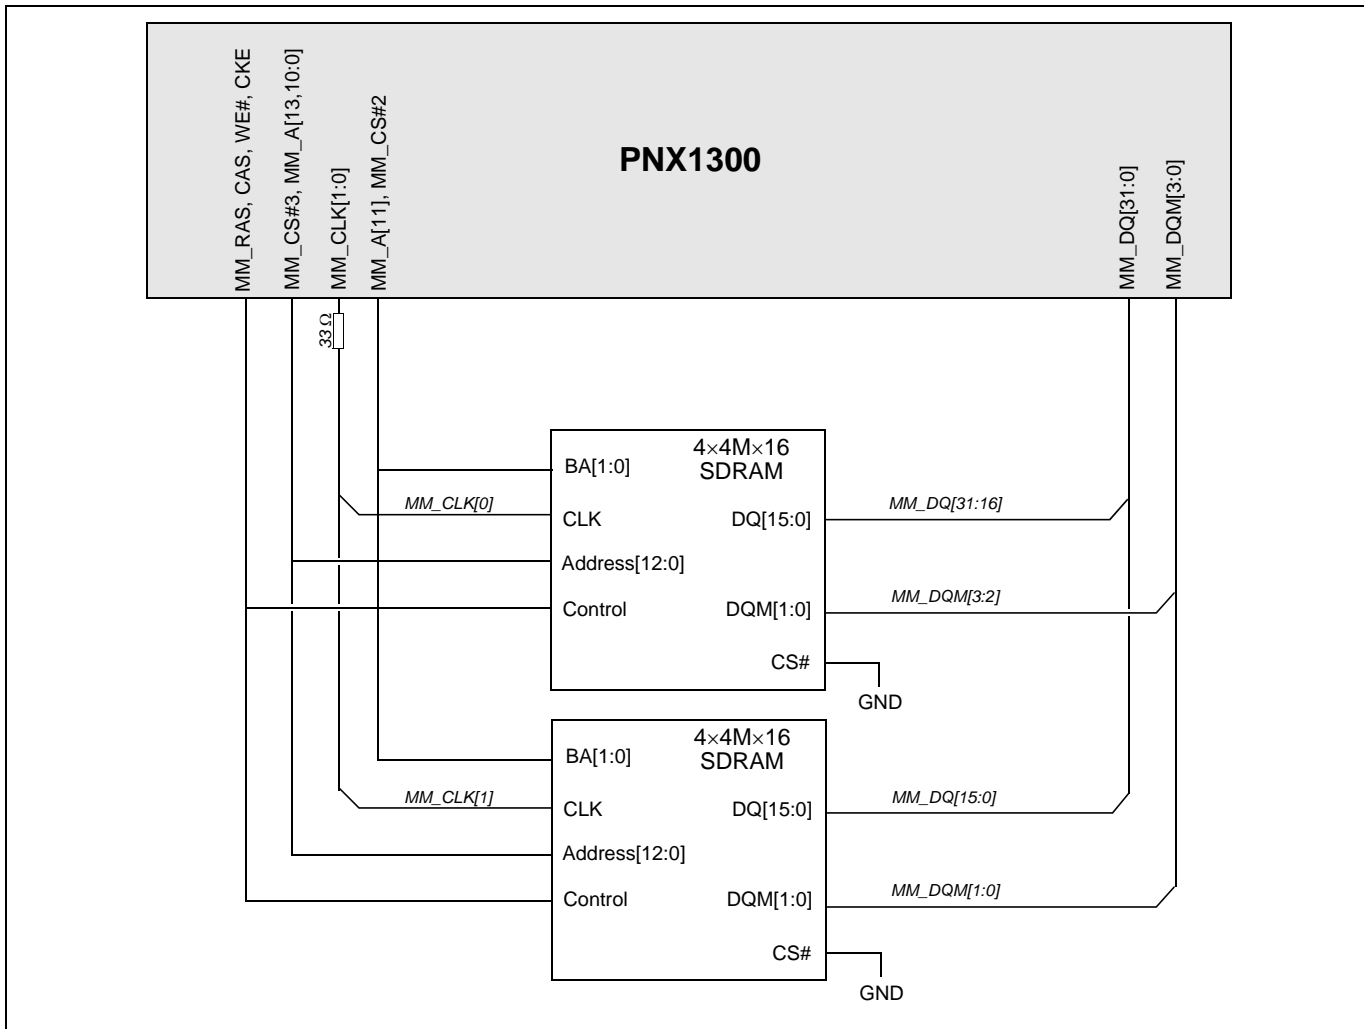 MM_RAS, CAS, WE#, CKE
MM_CS#3, MM_A[13,10:0]
MM_CLK[1:0]
MM_A[11], MM_CS#2
PNX1300
MM_DQ[31:0]
MM_DQM[3:0]
33 Ω
4×4M×16
SDRAM
BA[1:0]
MM_CLK[0]
CLK
DQ[15:0]
MM_DQ[31:16]
Address[12:0]
Control
DQM[1:0]
MM_DQM[3:2]
CS#
GND
4×4M×16
SDRAM
BA[1:0]
MM_CLK[1]
CLK
DQ[15:0]
MM_DQ[15:0]
Address[12:0]
Control
DQM[1:0]
MM_DQM[1:0]
CS#
GND